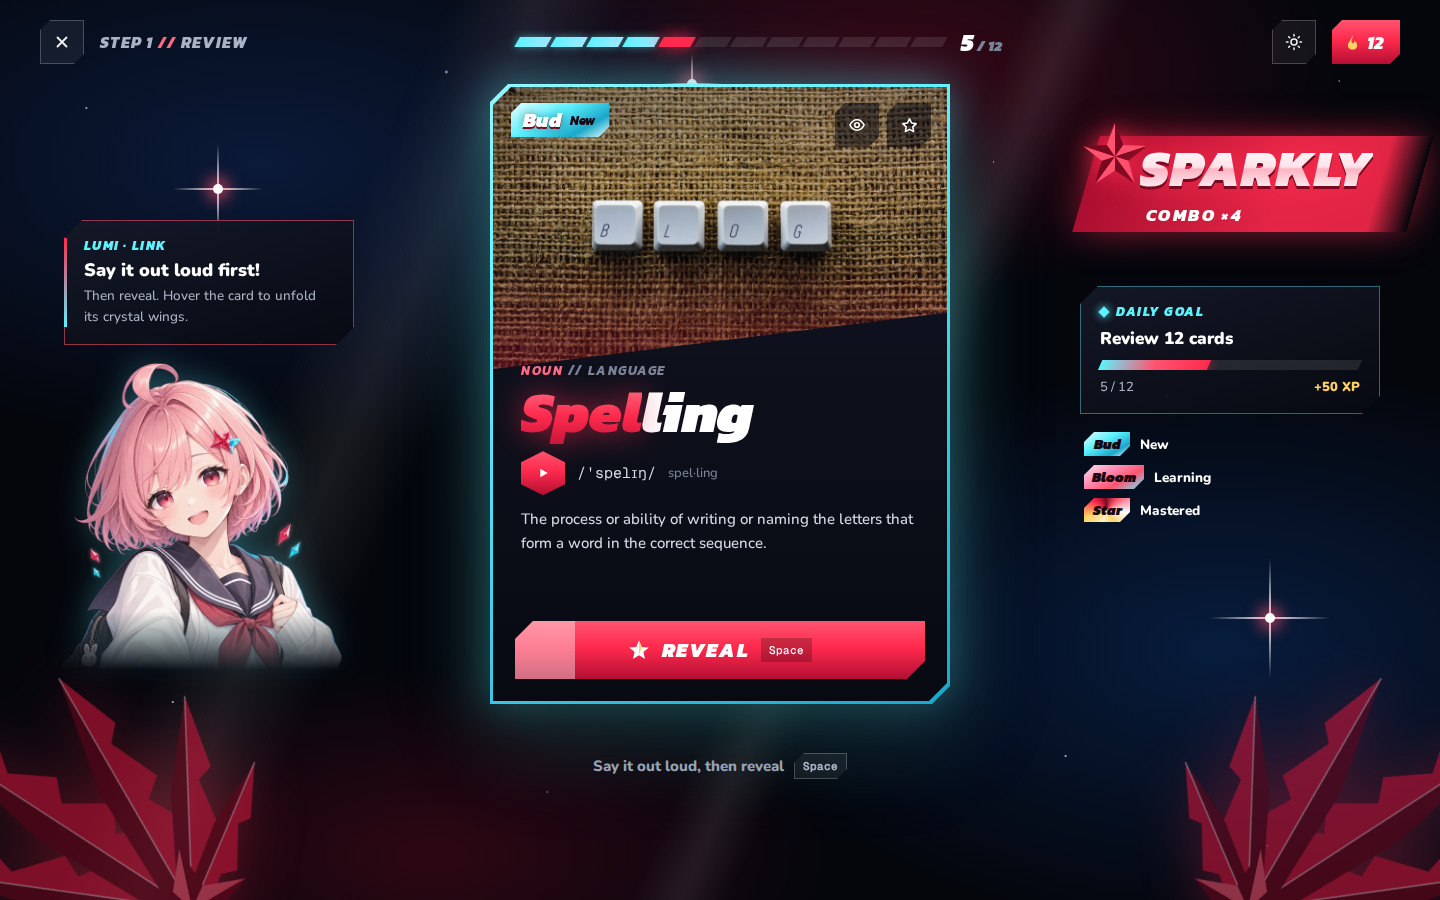 STEP 1 // REVIEW
5 / 12
12
Bud New
B L O G
SPARKLY
COMBO ×4
LUMI · LINK
Say it out loud first!
Then reveal. Hover the card to unfold
its crystal wings.
DAILY GOAL
Review 12 cards
5 / 12
+50 XP
Bud New
Bloom Learning
Star Mastered
NOUN // LANGUAGE
Spelling
/ˈspelɪŋ/ spel·ling
The process or ability of writing or naming the letters that
form a word in the correct sequence.
REVEAL Space
Say it out loud, then reveal Space